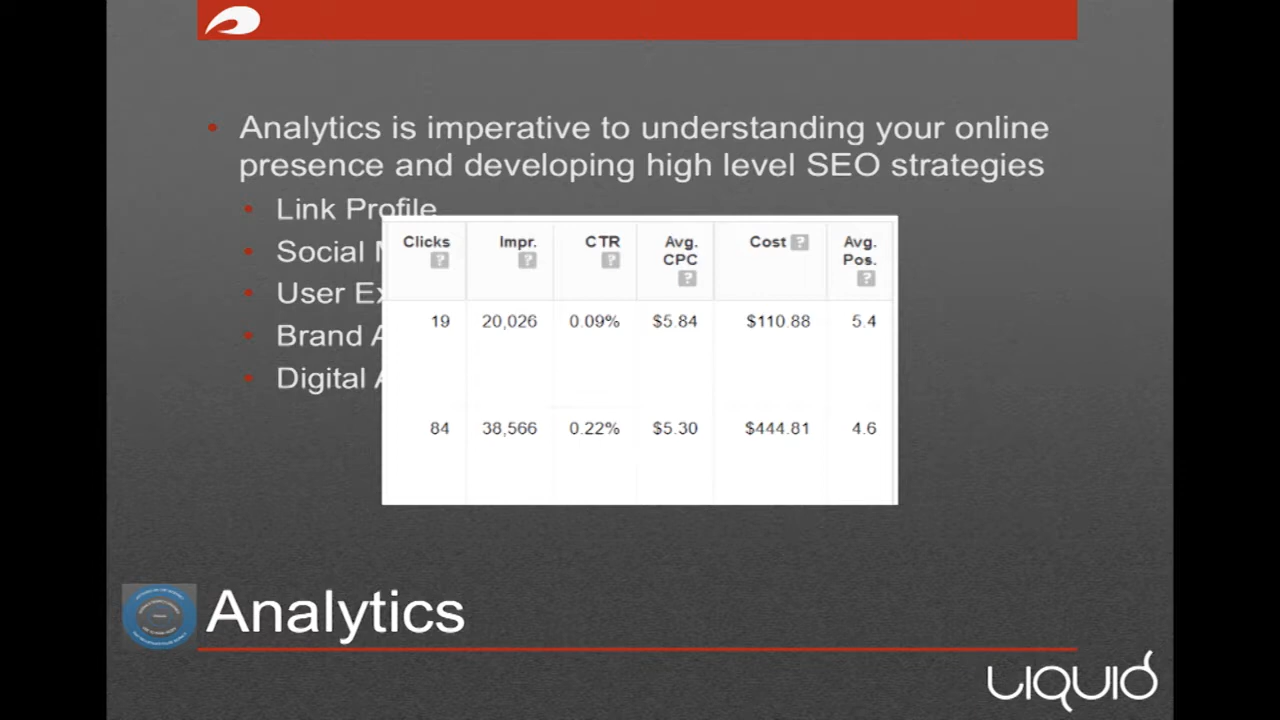 Analytics is imperative to understanding your online
presence and developing high level SEO strategies
Link Profile
Social
User Ex
Brand
Digital
Clicks Impr. CTR Avg. CPC Cost Avg. Pos.
? ? ? ? ? ?
19 20,026 0.09% $5.84 $110.88 5.4
84 38,566 0.22% $5.30 $444.81 4.6
Analytics
LIQUID